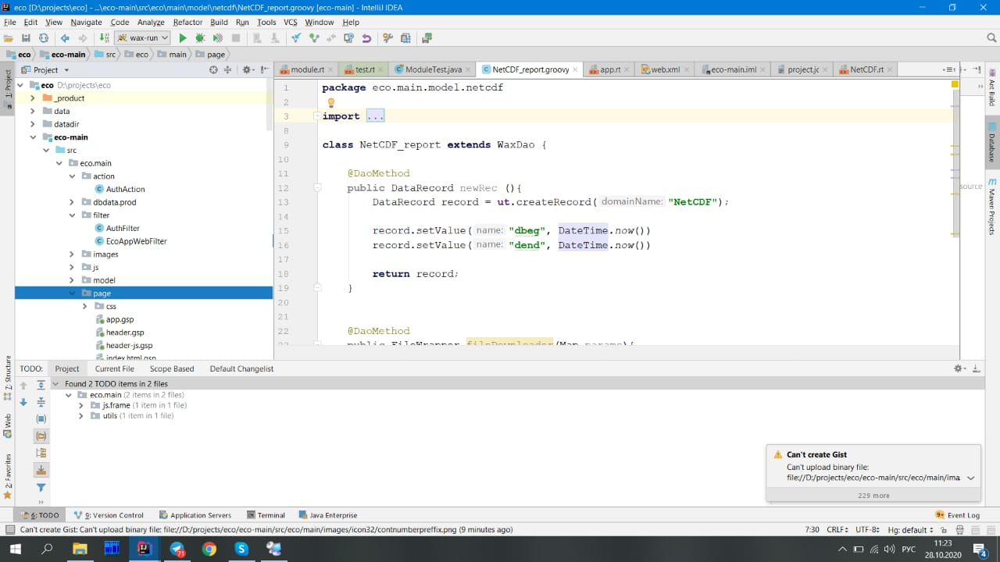 eco [D:\projects\eco] - ...\eco-main\src\eco\main\model\netcdf\NetCDF_report.groovy [eco-main] - IntelliJ IDEA
File Edit View Navigate Code Analyze Refactor Build Run Tools VCS Window Help
wax-run
eco eco-main src eco main page
1: Project
Project
module.rt test.rt ModuleTest.java NetCDF_report.groovy app.rt web.xml eco-main.iml project.jc NetCDF.rt
eco D:\projects\eco
_product
data
datadir
eco-main
src
eco.main
action
AuthAction
dbdata.prod
filter
AuthFilter
EcoAppWebFilter
images
js
model
page
css
app.gsp
header.gsp
header-js.gsp
index.html.gsp
1 package eco.main.model.netcdf
2
3 import ...
8
9 class NetCDF_report extends WaxDao {
10
11 @DaoMethod
12 public DataRecord newRec (){
13 DataRecord record = ut.createRecord( domainName: "NetCDF");
14
15 record.setValue( name: "dbeg", DateTime.now())
16 record.setValue( name: "dend", DateTime.now())
17
18 return record;
19 }
20
21
22 @DaoMethod
23 public FileWrapper fileDownloader(Map params){
Ant Build
Database
Maven Projects
source
7: Structure
Web
2: Favorites
TODO: Project Current File Scope Based Default Changelist
Found 2 TODO items in 2 files
eco.main (2 items in 2 files)
js.frame (1 item in 1 file)
utils (1 item in 1 file)
Can't create Gist
Can't upload binary file:
file://D:/projects/eco/eco-main/src/eco/main/ima
229 more
6: TODO 9: Version Control Application Servers Terminal Java Enterprise 9+ Event Log
Can't create Gist: Can't upload binary file: file://D:/projects/eco/eco-main/src/eco/main/images/icon32/contnumberpreffix.png (9 minutes ago) 7:30 CRLF UTF-8 Hg: default
71
РУС
11:23
28.10.2020
4